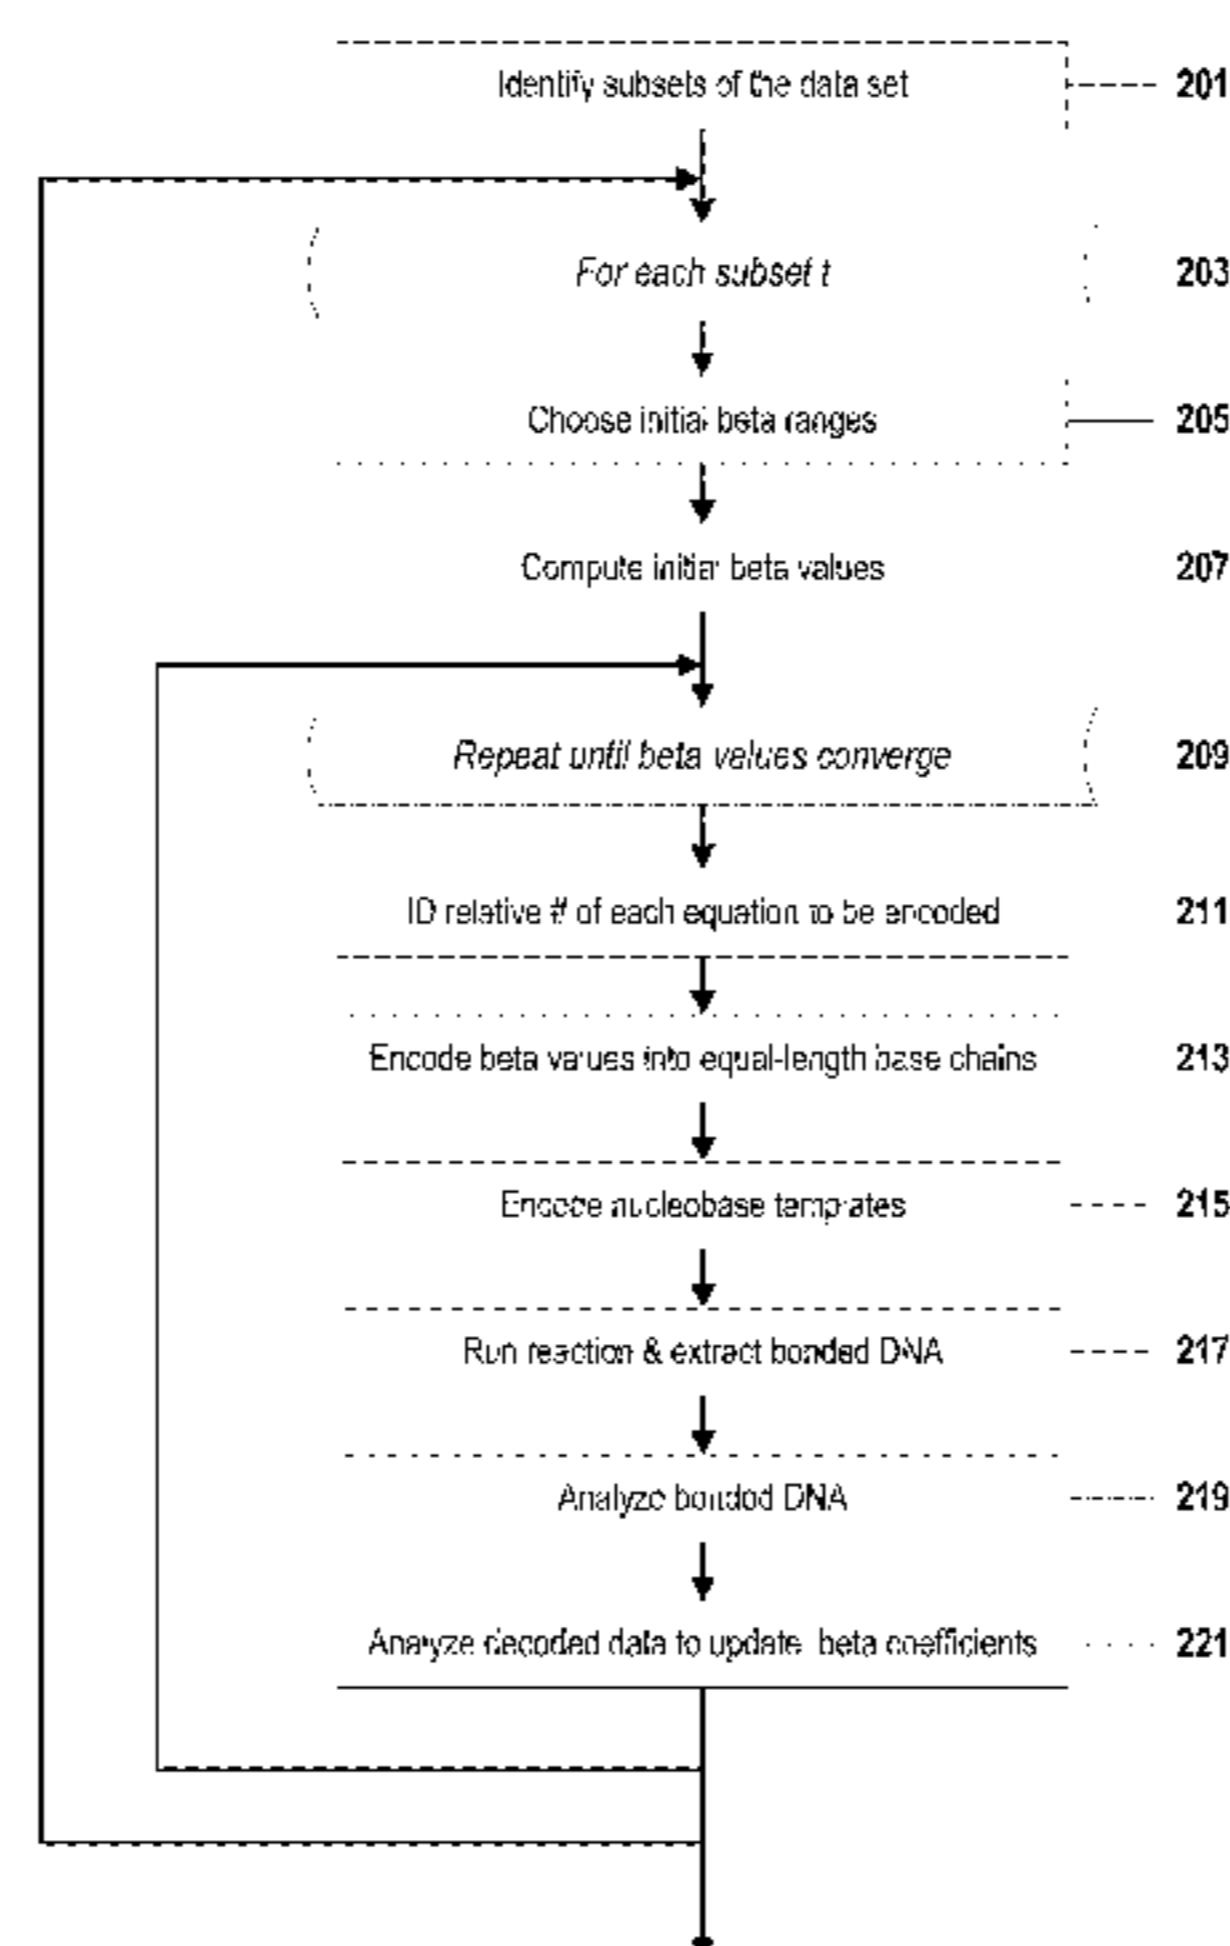 Identify subsets of the data set 201
For each subset t 203
Choose initial beta ranges 205
Compute initial beta values 207
Repeat until beta values converge 209
ID relative # of each equation to be encoded 211
Encode beta values into equal-length base chains 213
Encode nucleobase templates 215
Run reaction & extract bonded DNA 217
Analyze bonded DNA 219
Analyze decoded data to update beta coefficients 221